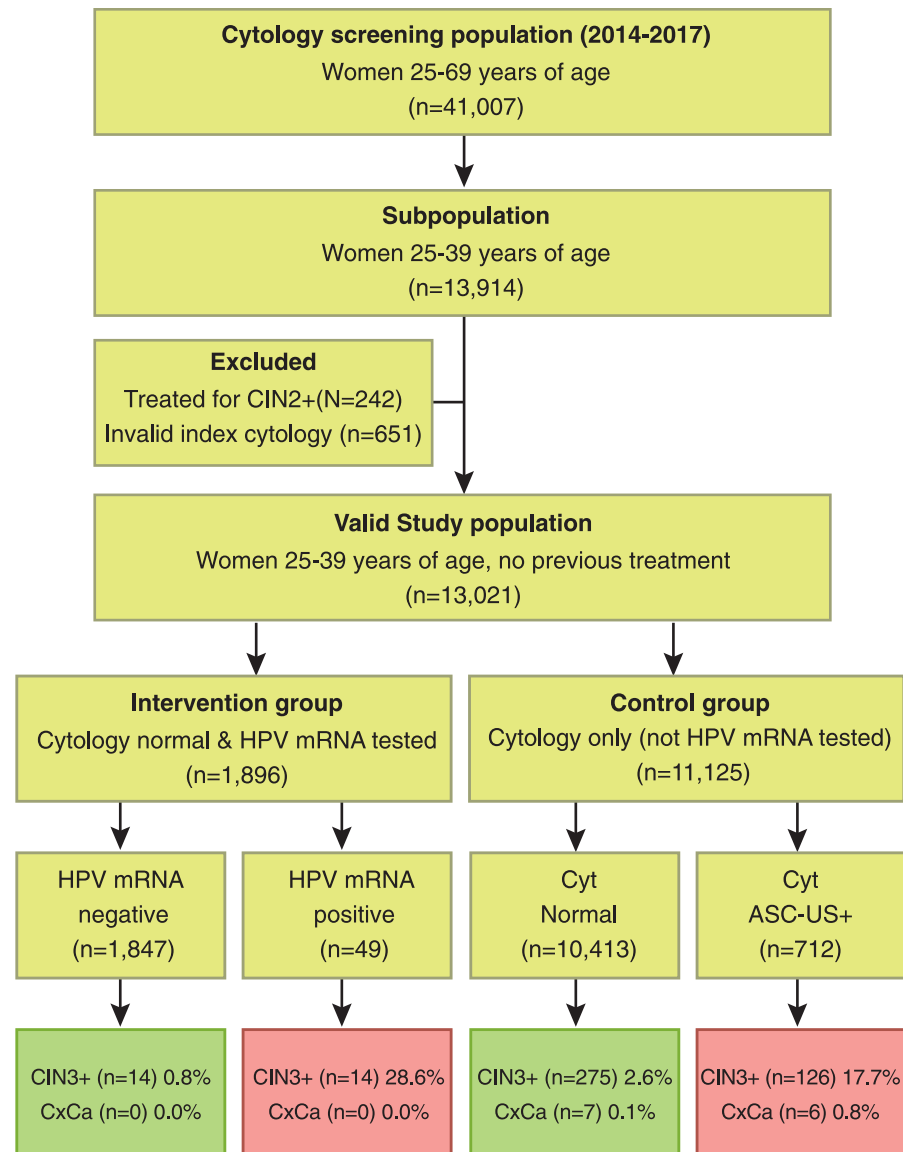 Cytology screening population (2014-2017)
Women 25-69 years of age
(n=41,007)
Subpopulation
Women 25-39 years of age
(n=13,914)
Excluded
Treated for CIN2+(N=242)
Invalid index cytology (n=651)
Valid Study population
Women 25-39 years of age, no previous treatment
(n=13,021)
Intervention group
Cytology normal & HPV mRNA tested
(n=1,896)
Control group
Cytology only (not HPV mRNA tested)
(n=11,125)
HPV mRNA
negative
(n=1,847)
HPV mRNA
positive
(n=49)
Cyt
Normal
(n=10,413)
Cyt
ASC-US+
(n=712)
CIN3+ (n=14) 0.8%
CxCa (n=0) 0.0%
CIN3+ (n=14) 28.6%
CxCa (n=0) 0.0%
CIN3+ (n=275) 2.6%
CxCa (n=7) 0.1%
CIN3+ (n=126) 17.7%
CxCa (n=6) 0.8%